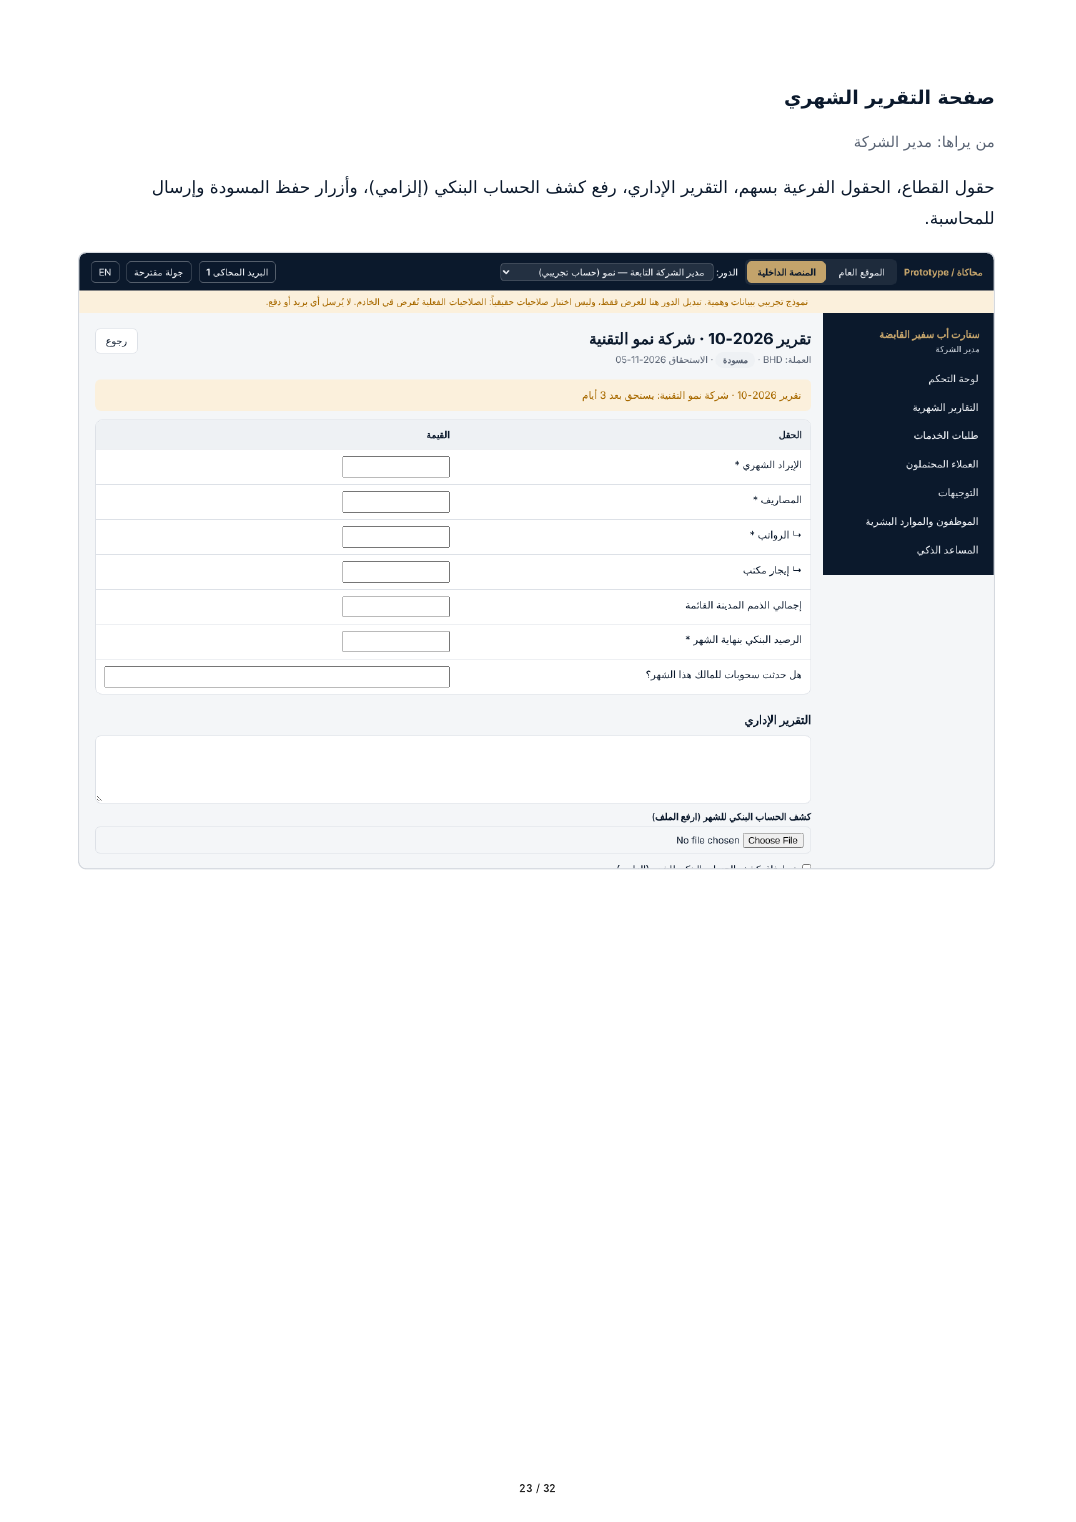 صفحة التقرير الشهري
من يراها: مدير الشركة
حقول القطاع، الحقول الفرعية بسهم، التقرير الإداري، رفع كشف الحساب البنكي (إلزامي)، وأزرار حفظ المسودة وإرسال
للمحاسبة.
محاكاة / Prototype
الموقع العام
المنصة الداخلية
الدور:
مدير الشركة التابعة — نمو (حساب تجريبي)
البريد المحاكى 1
جولة مقترحة
EN
نموذج تجريبي ببيانات وهمية. تبديل الدور هنا للعرض فقط، وليس اختبار صلاحيات حقيقياً؛ الصلاحيات الفعلية تُفرض في الخادم. لا يُرسل أي بريد أو دفع.
ستارت أب سفير القابضة
مدير الشركة
لوحة التحكم
التقارير الشهرية
طلبات الخدمات
العملاء المحتملون
التوجيهات
الموظفون والموارد البشرية
المساعد الذكي
تقرير 2026-10 · شركة نمو التقنية
رجوع
العملة: BHD · مسودة · الاستحقاق 2026-11-05
تقرير 2026-10 · شركة نمو التقنية: يستحق بعد 3 أيام
الحقل القيمة
الإيراد الشهري *
المصاريف *
↳ الرواتب *
↳ إيجار مكتب
إجمالي الذمم المدينة القائمة
الرصيد البنكي بنهاية الشهر *
هل حدثت سحوبات للمالك هذا الشهر؟
التقرير الإداري
كشف الحساب البنكي للشهر (ارفع الملف)
Choose File No file chosen
23 / 32